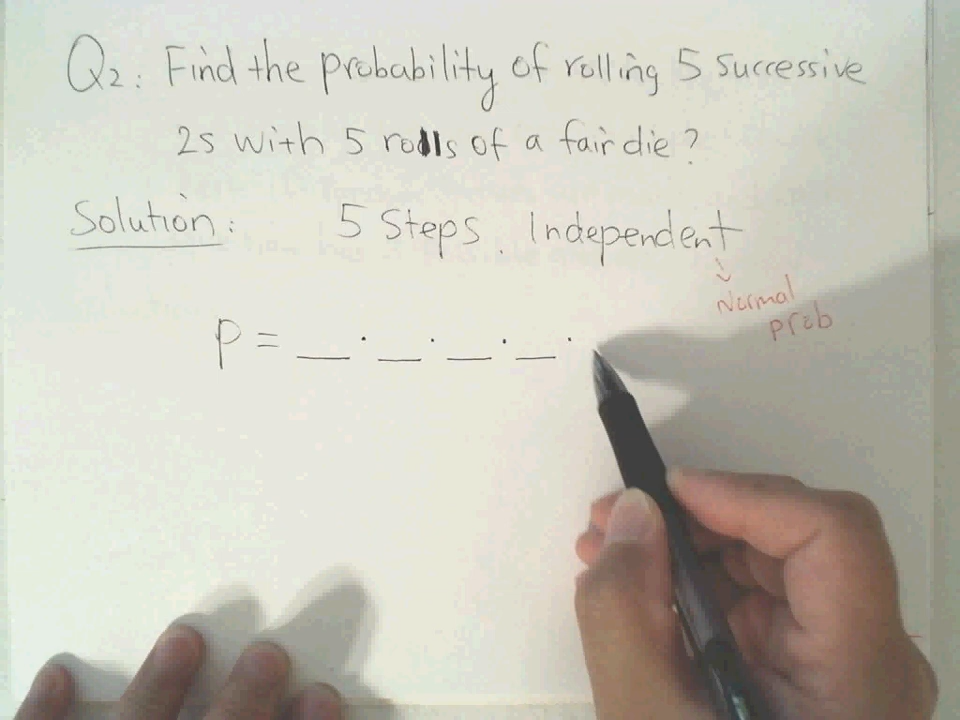 Q2: Find the probability of rolling 5 Successive
2s with 5 rolls of a fair die?
Solution: 5 Steps. Independent
Normal
prob
P = __ · __ · __ · __ ·